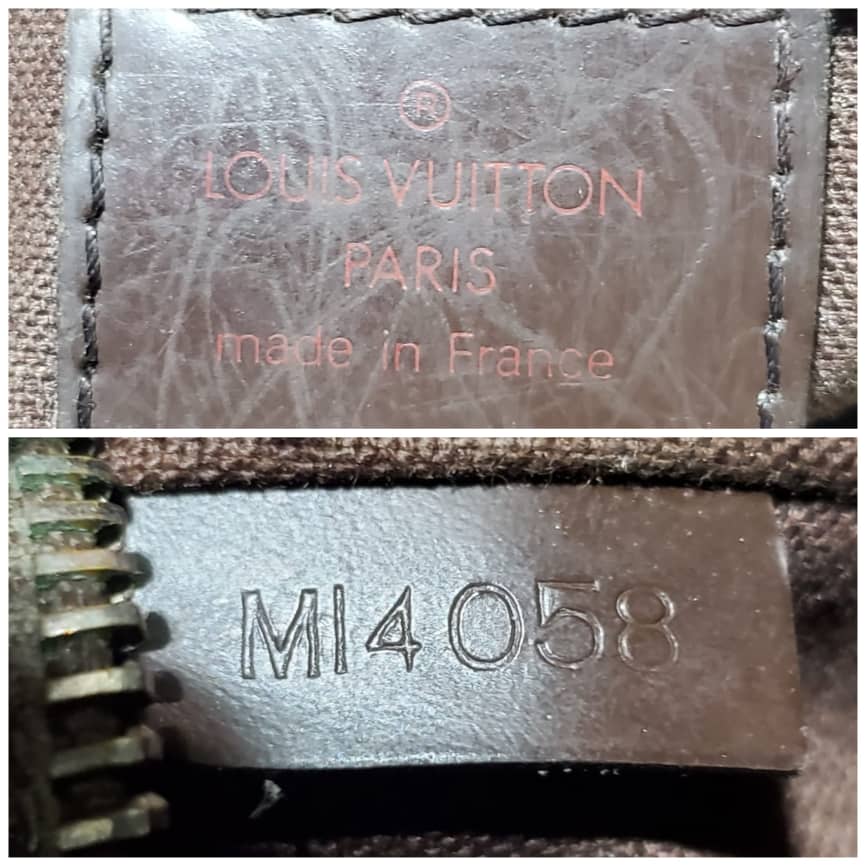 ®
LOUIS VUITTON
PARIS
made in France
MI4058